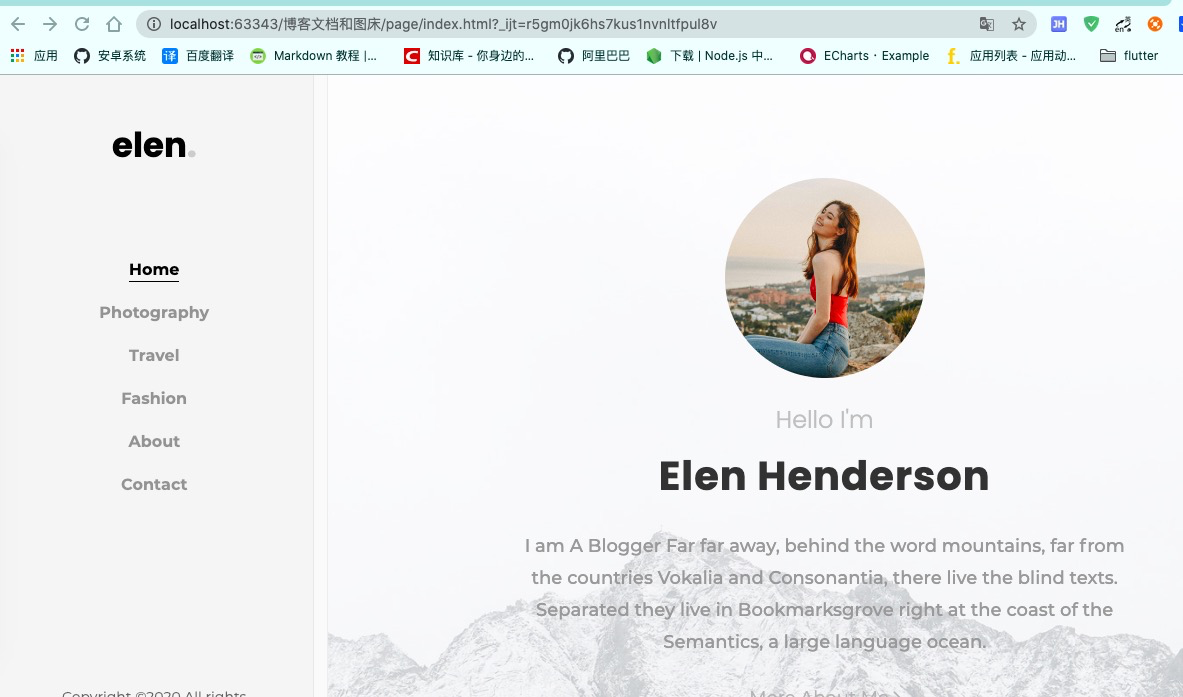 localhost:63343/博客文档和图床/page/index.html?_ijt=r5gm0jk6hs7kus1nvnltfpul8v
JH
应用 安卓系统 译 百度翻译 Markdown 教程 |... C 知识库 - 你身边的... 阿里巴巴 下载 | Node.js 中... ECharts · Example f. 应用列表 - 应用动... flutter
elen.
Home
Photography
Travel
Fashion
About
Contact
Copyright ©2020 All rights
Hello I'm
Elen Henderson
I am A Blogger Far far away, behind the word mountains, far from
the countries Vokalia and Consonantia, there live the blind texts.
Separated they live in Bookmarksgrove right at the coast of the
Semantics, a large language ocean.
More About Me